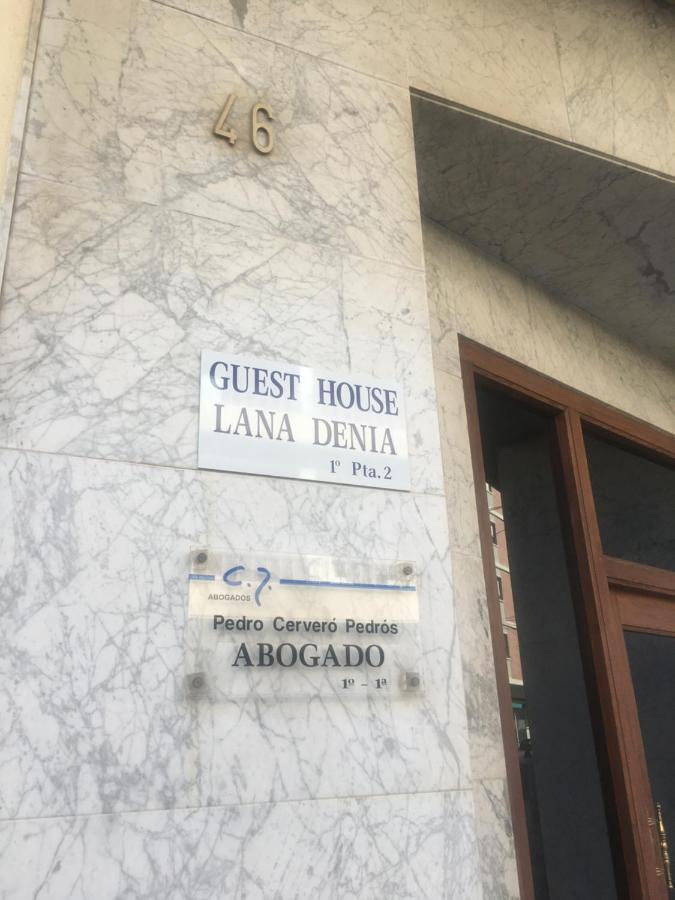 46
GUEST HOUSE
LANA DENIA
1º Pta.2
C.J.
ABOGADOS
Pedro Cerveró Pedrós
ABOGADO
1º - 1ª